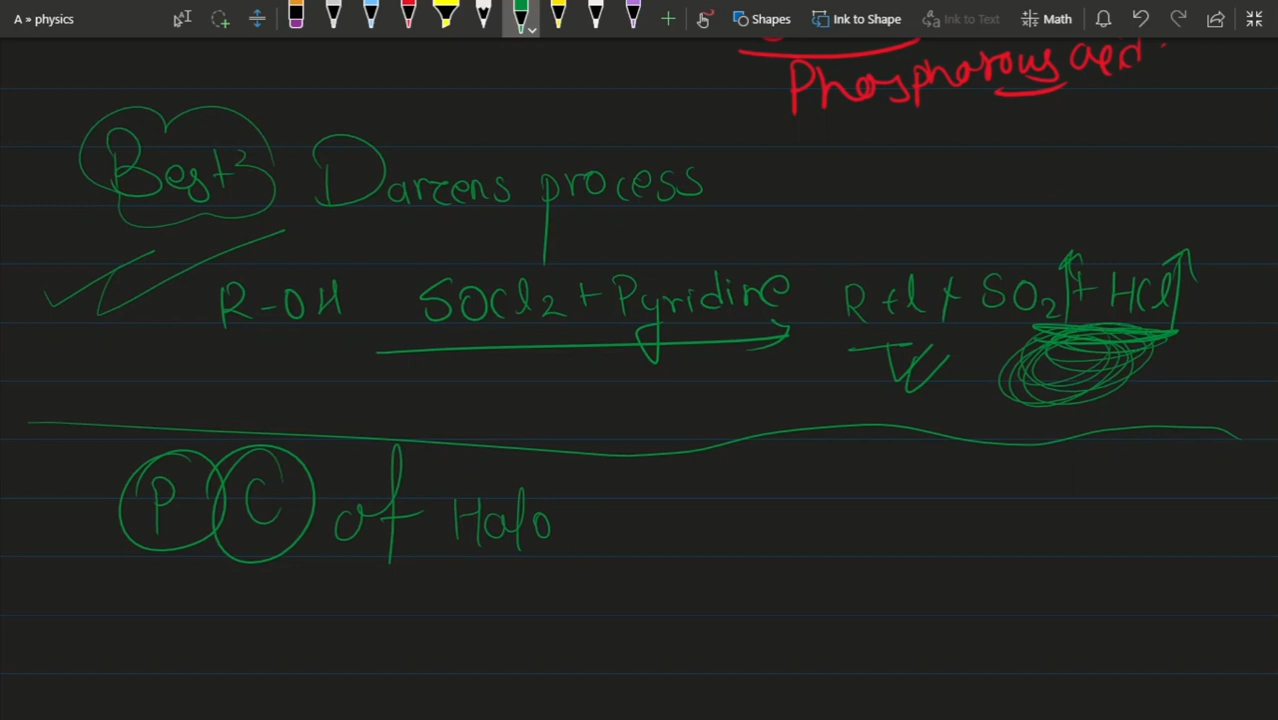 A » physics
Shapes Ink to Shape Ink to Text Math
Phosphorous acid
Best Darzens process
R-OH SOCl2 + Pyridine R-Cl + SO2↑ + HCl↑
P C of Halo